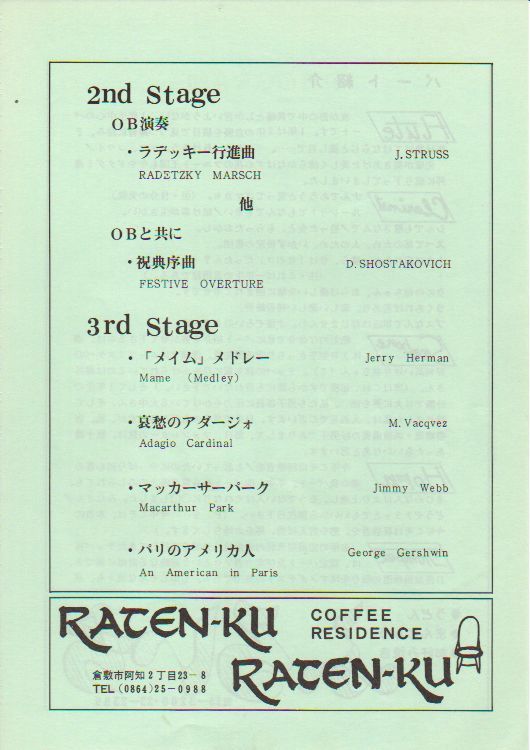 2nd Stage
OB演奏
・ラデッキー行進曲 J.STRUSS
RADETZKY MARSCH
他
OBと共に
・祝典序曲 D.SHOSTAKOVICH
FESTIVE OVERTURE
3rd Stage
・「メイム」メドレー Jerry Herman
Mame (Medley)
・哀愁のアダージォ M.Vacqvez
Adagio Cardinal
・マッカーサーパーク Jimmy Webb
Macarthur Park
・パリのアメリカ人 George Gershwin
An American in Paris
RATEN-KU COFFEE
RESIDENCE
RATEN-KU
倉敷市阿知2丁目23-8
TEL (0864)25-0988